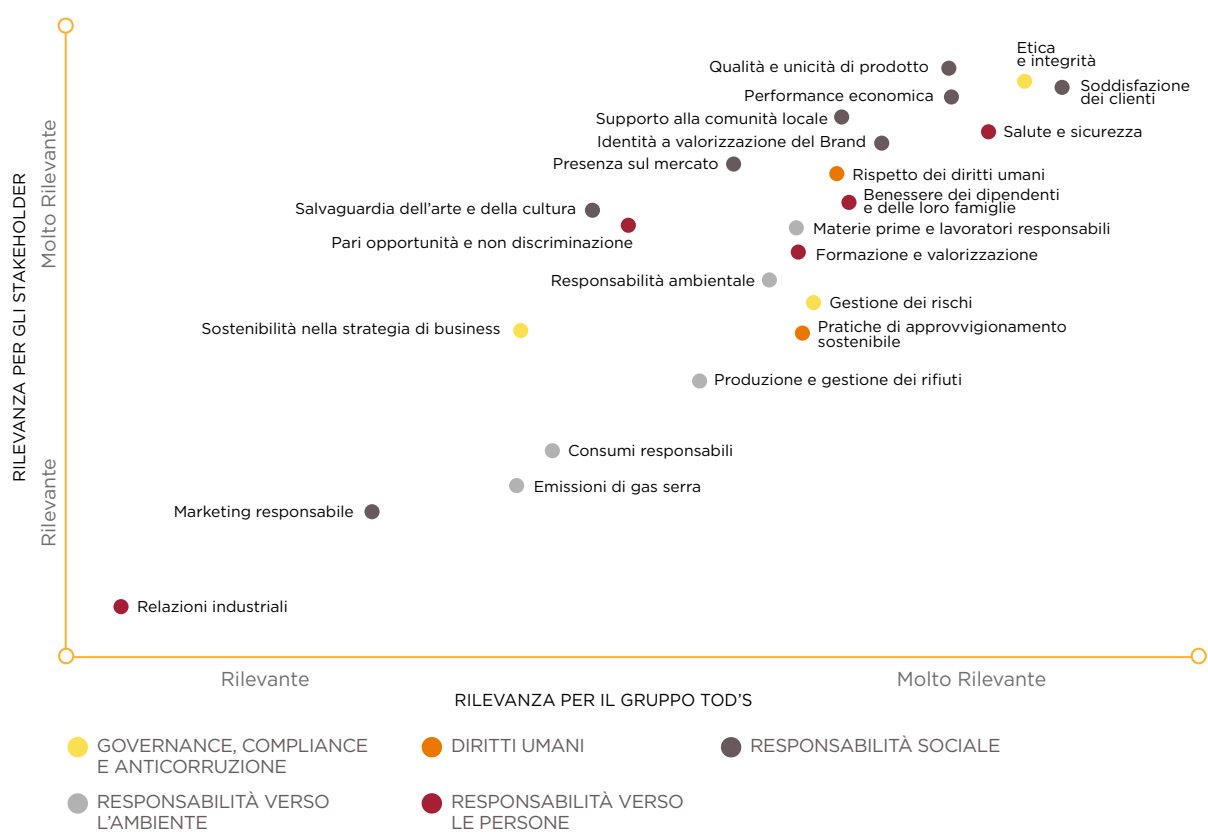 RILEVANZA PER GLI STAKEHOLDER
Molto Rilevante
Rilevante
Etica
e integrità
Qualità e unicità di prodotto
Soddisfazione
dei clienti
Performance economica
Supporto alla comunità locale
Salute e sicurezza
Identità a valorizzazione del Brand
Presenza sul mercato
Rispetto dei diritti umani
Benessere dei dipendenti
e delle loro famiglie
Salvaguardia dell'arte e della cultura
Materie prime e lavoratori responsabili
Pari opportunità e non discriminazione
Formazione e valorizzazione
Responsabilità ambientale
Gestione dei rischi
Sostenibilità nella strategia di business
Pratiche di approvvigionamento
sostenibile
Produzione e gestione dei rifiuti
Consumi responsabili
Emissioni di gas serra
Marketing responsabile
Relazioni industriali
Rilevante
Molto Rilevante
RILEVANZA PER IL GRUPPO TOD'S
GOVERNANCE, COMPLIANCE
E ANTICORRUZIONE
DIRITTI UMANI
RESPONSABILITÀ SOCIALE
RESPONSABILITÀ VERSO
L'AMBIENTE
RESPONSABILITÀ VERSO
LE PERSONE